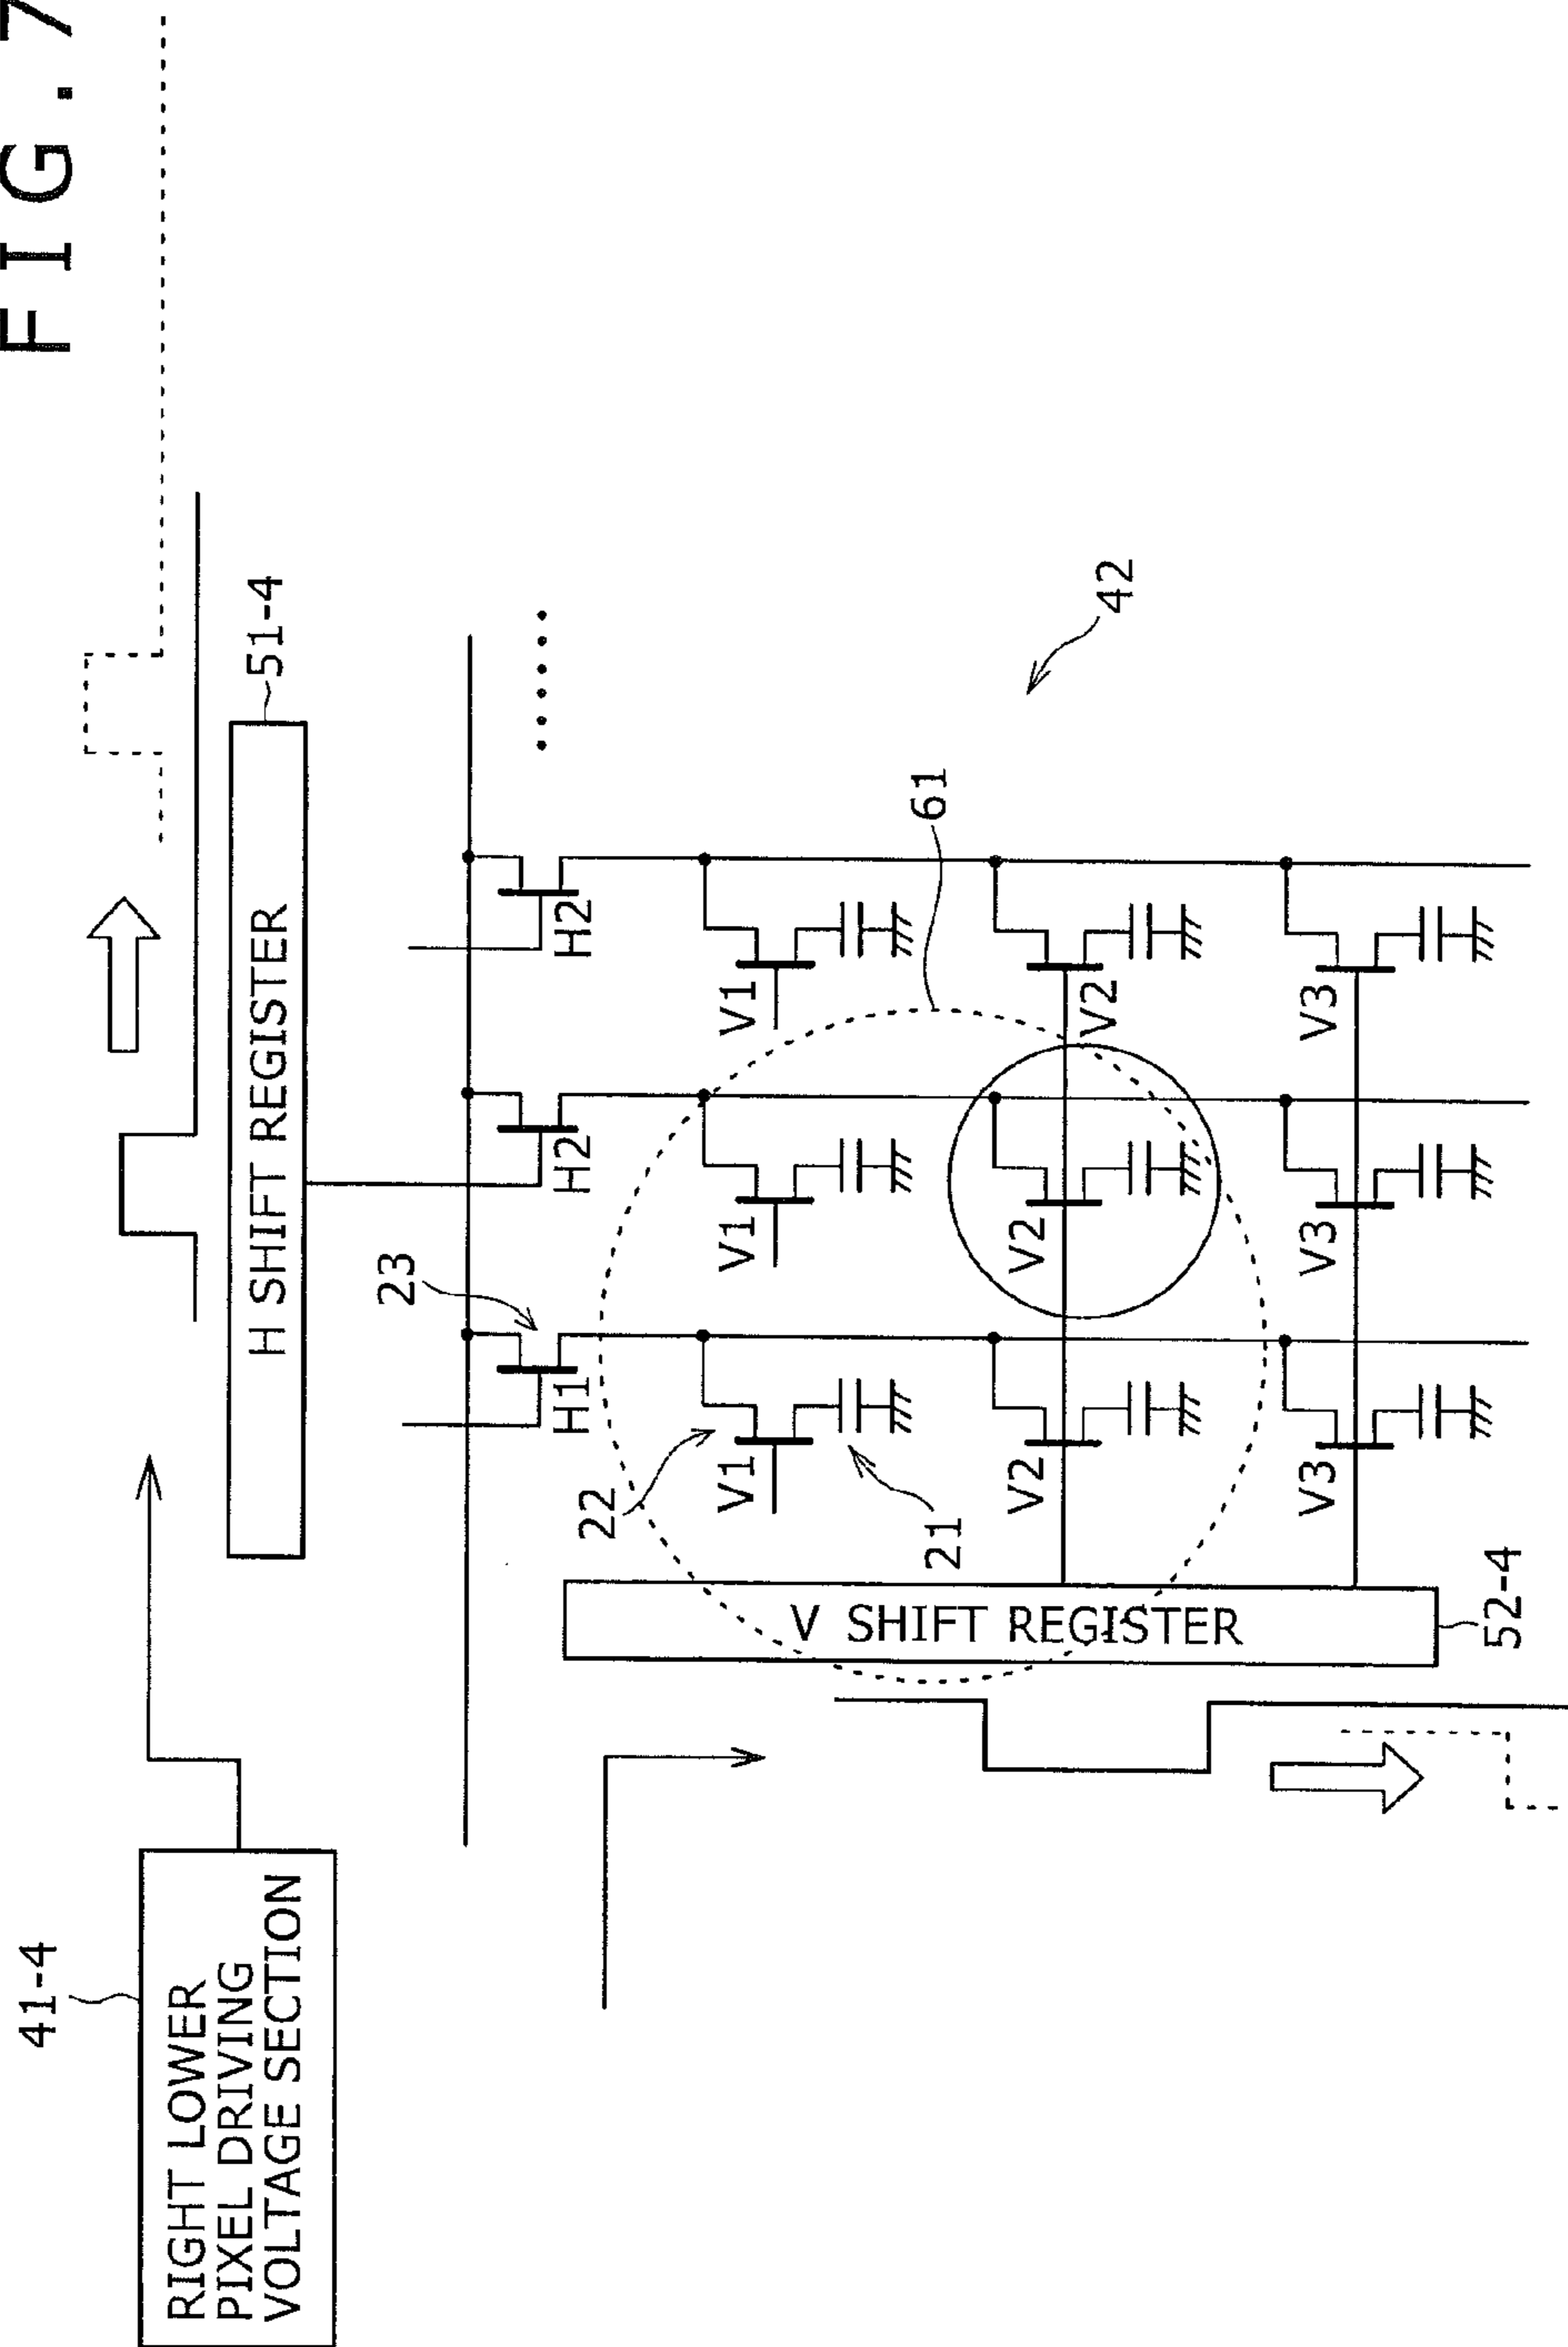 FIG. 7
41-4
RIGHT LOWER
PIXEL DRIVING
VOLTAGE SECTION
H SHIFT REGISTER
51-4
23
H1
H2
H2
......
22
V1
V1
V1
61
21
42
V2
V2
V2
V SHIFT REGISTER
V3
V3
V3
52-4